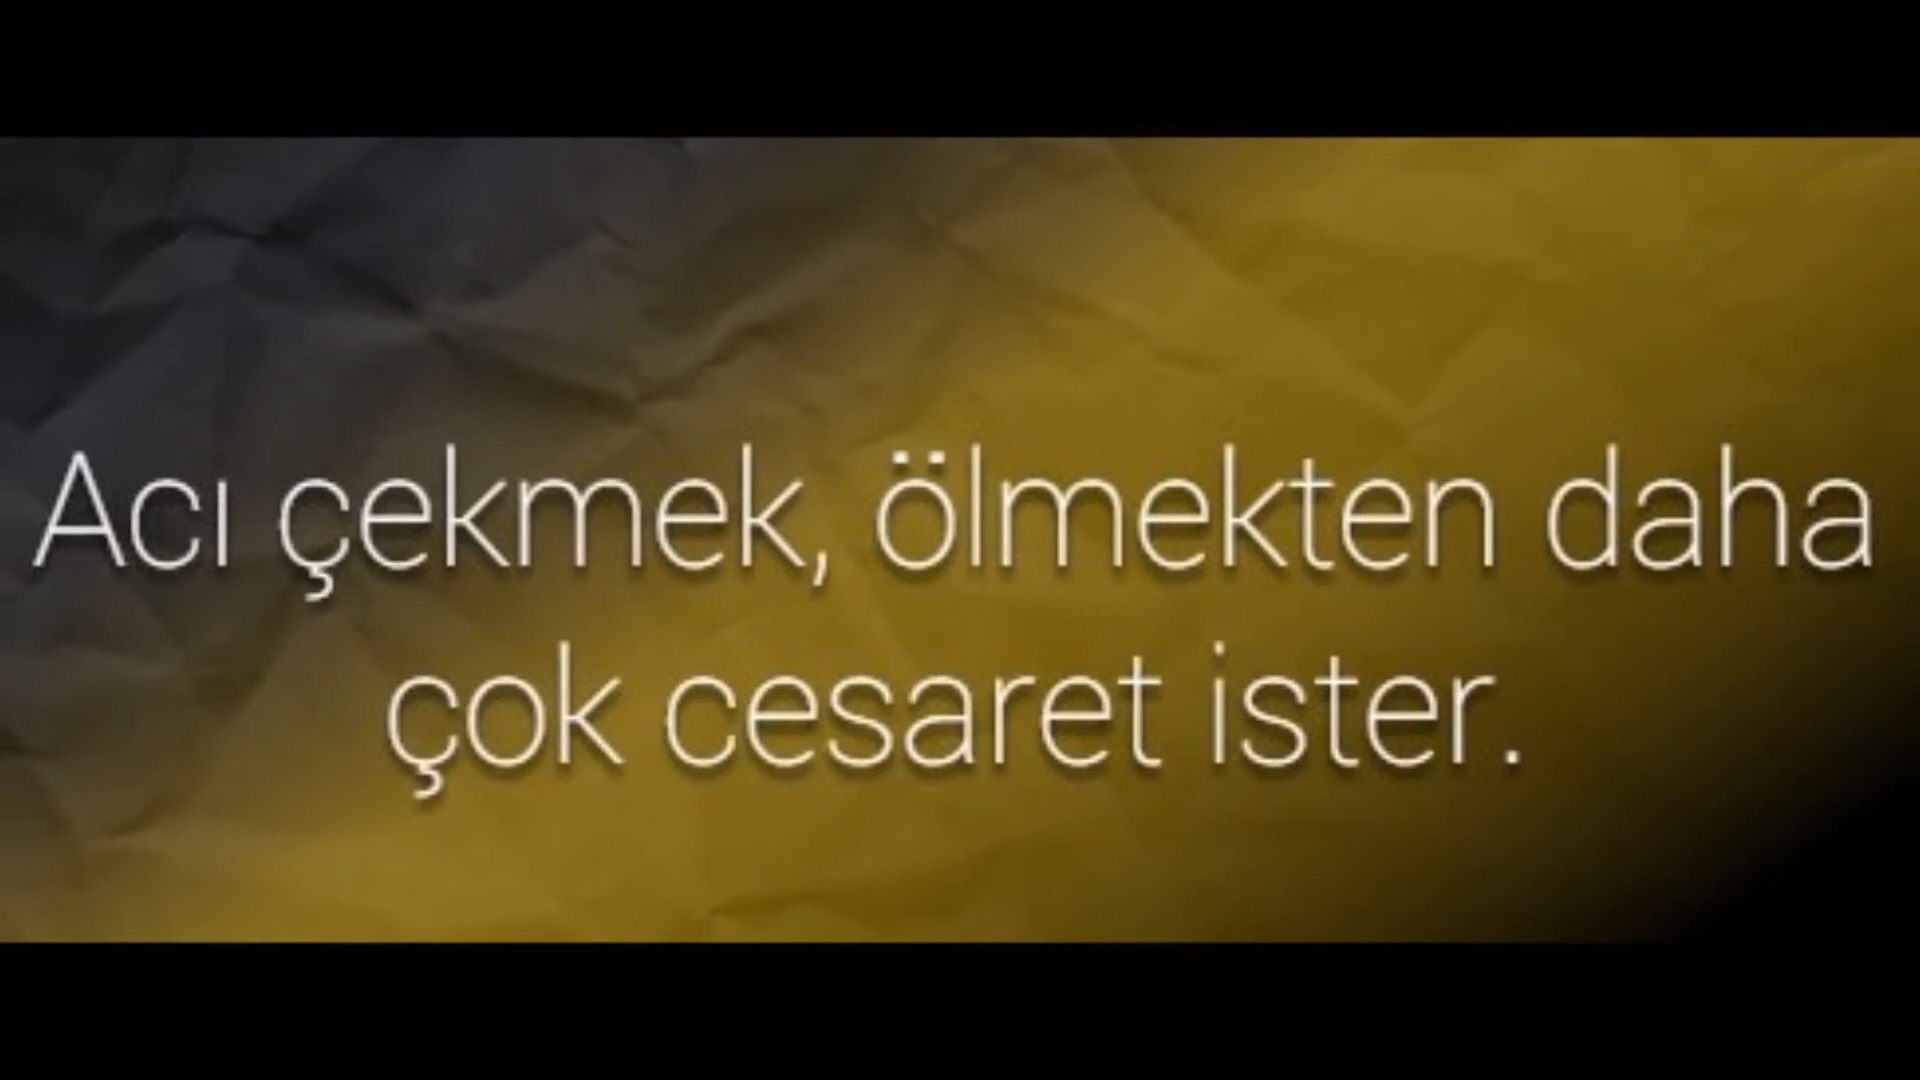 Acı çekmek, ölmekten daha
çok cesaret ister.